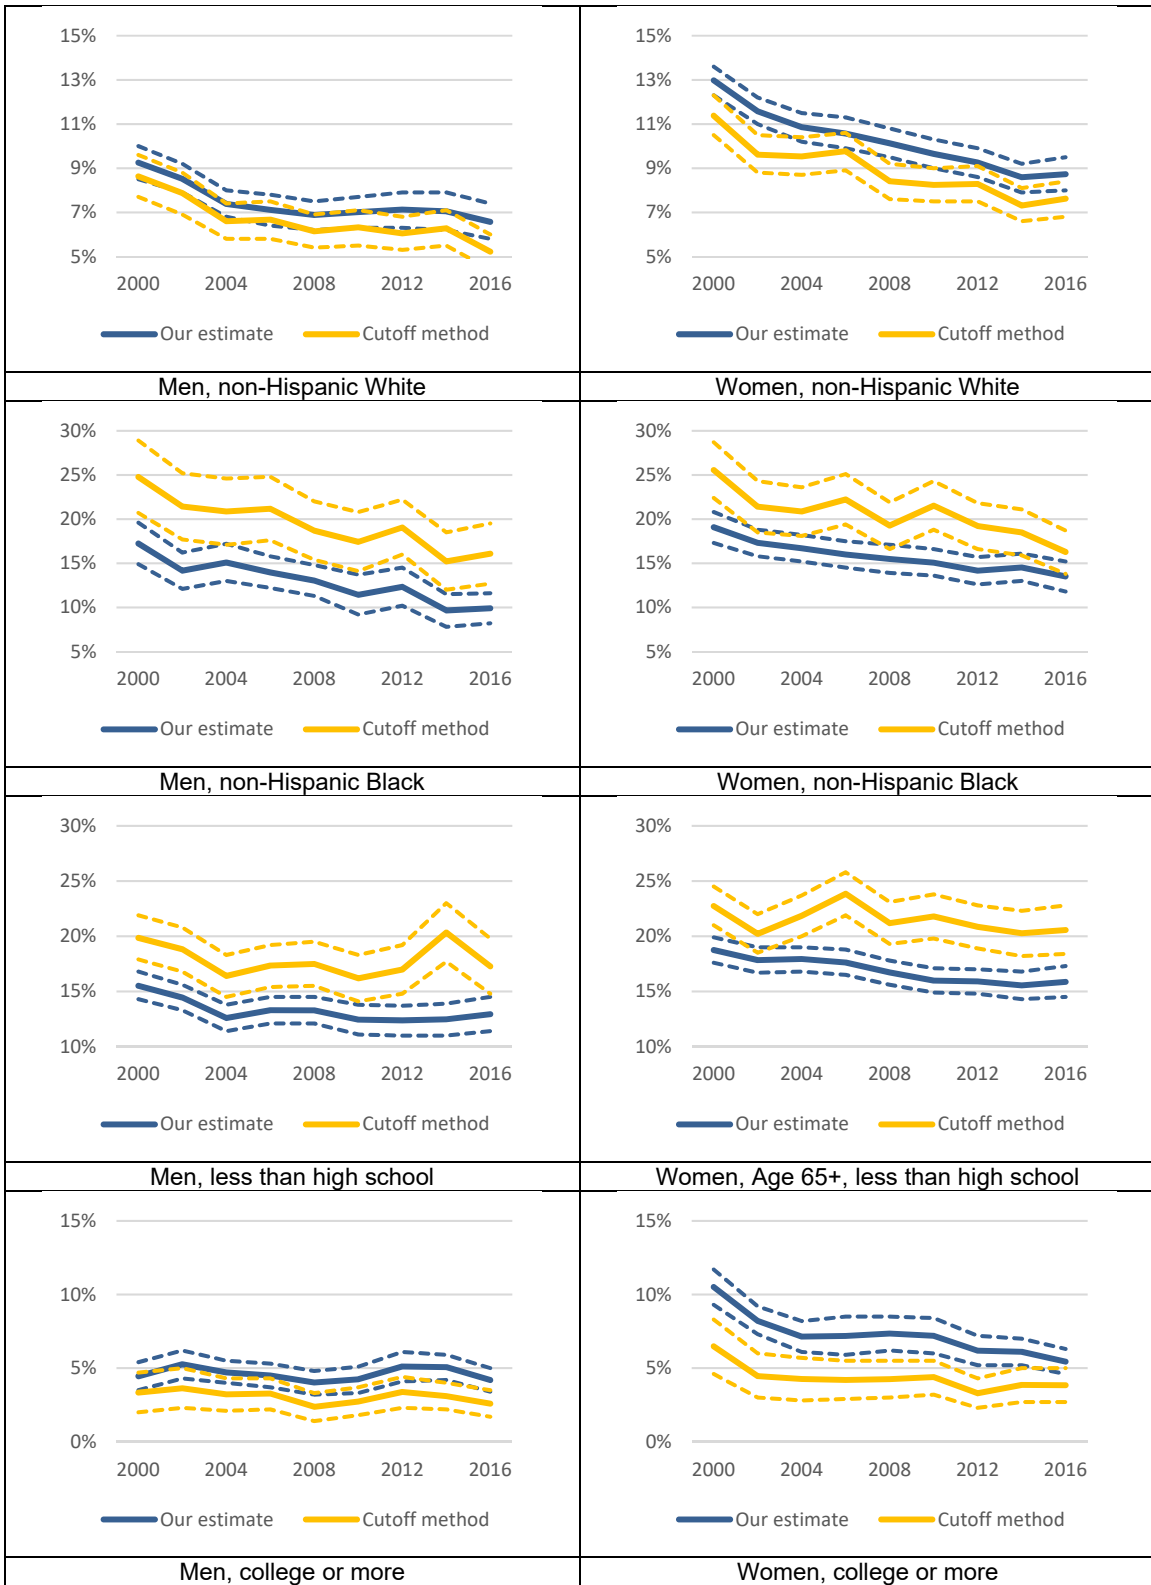 15%
13%
11%
9%
7%
5%
2000 2004 2008 2012 2016
Our estimate Cutoff method
Men, non-Hispanic White
15%
13%
11%
9%
7%
5%
2000 2004 2008 2012 2016
Our estimate Cutoff method
Women, non-Hispanic White
30%
25%
20%
15%
10%
5%
2000 2004 2008 2012 2016
Our estimate Cutoff method
Men, non-Hispanic Black
30%
25%
20%
15%
10%
5%
2000 2004 2008 2012 2016
Our estimate Cutoff method
Women, non-Hispanic Black
30%
25%
20%
15%
10%
2000 2004 2008 2012 2016
Our estimate Cutoff method
Men, less than high school
30%
25%
20%
15%
10%
2000 2004 2008 2012 2016
Our estimate Cutoff method
Women, Age 65+, less than high school
15%
10%
5%
0%
2000 2004 2008 2012 2016
Our estimate Cutoff method
Men, college or more
15%
10%
5%
0%
2000 2004 2008 2012 2016
Our estimate Cutoff method
Women, college or more